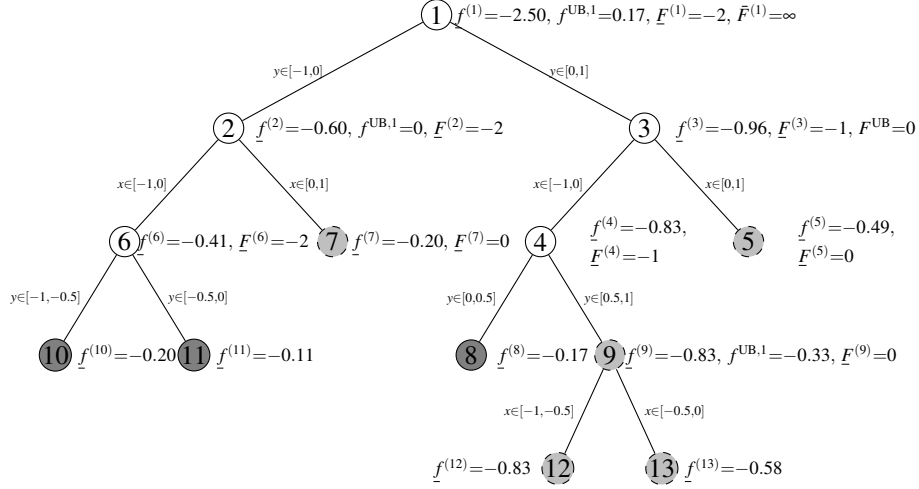 1 f̲⁽¹⁾=−2.50, f^UB,1=0.17, F̲⁽¹⁾=−2, F̄⁽¹⁾=∞
y∈[−1,0] y∈[0,1]
2 f̲⁽²⁾=−0.60, f^UB,1=0, F̲⁽²⁾=−2 3 f̲⁽³⁾=−0.96, F̲⁽³⁾=−1, F^UB=0
x∈[−1,0] x∈[0,1] x∈[−1,0] x∈[0,1]
6 f̲⁽⁶⁾=−0.41, F̲⁽⁶⁾=−2 7 f̲⁽⁷⁾=−0.20, F̲⁽⁷⁾=0 4 f̲⁽⁴⁾=−0.83, 5 f̲⁽⁵⁾=−0.49,
F̲⁽⁴⁾=−1 F̲⁽⁵⁾=0
y∈[−1,−0.5] y∈[−0.5,0] y∈[0,0.5] y∈[0.5,1]
10 f̲⁽¹⁰⁾=−0.20 11 f̲⁽¹¹⁾=−0.11 8 f̲⁽⁸⁾=−0.17 9 f̲⁽⁹⁾=−0.83, f^UB,1=−0.33, F̲⁽⁹⁾=0
x∈[−1,−0.5] x∈[−0.5,0]
f̲⁽¹²⁾=−0.83 12 13 f̲⁽¹³⁾=−0.58